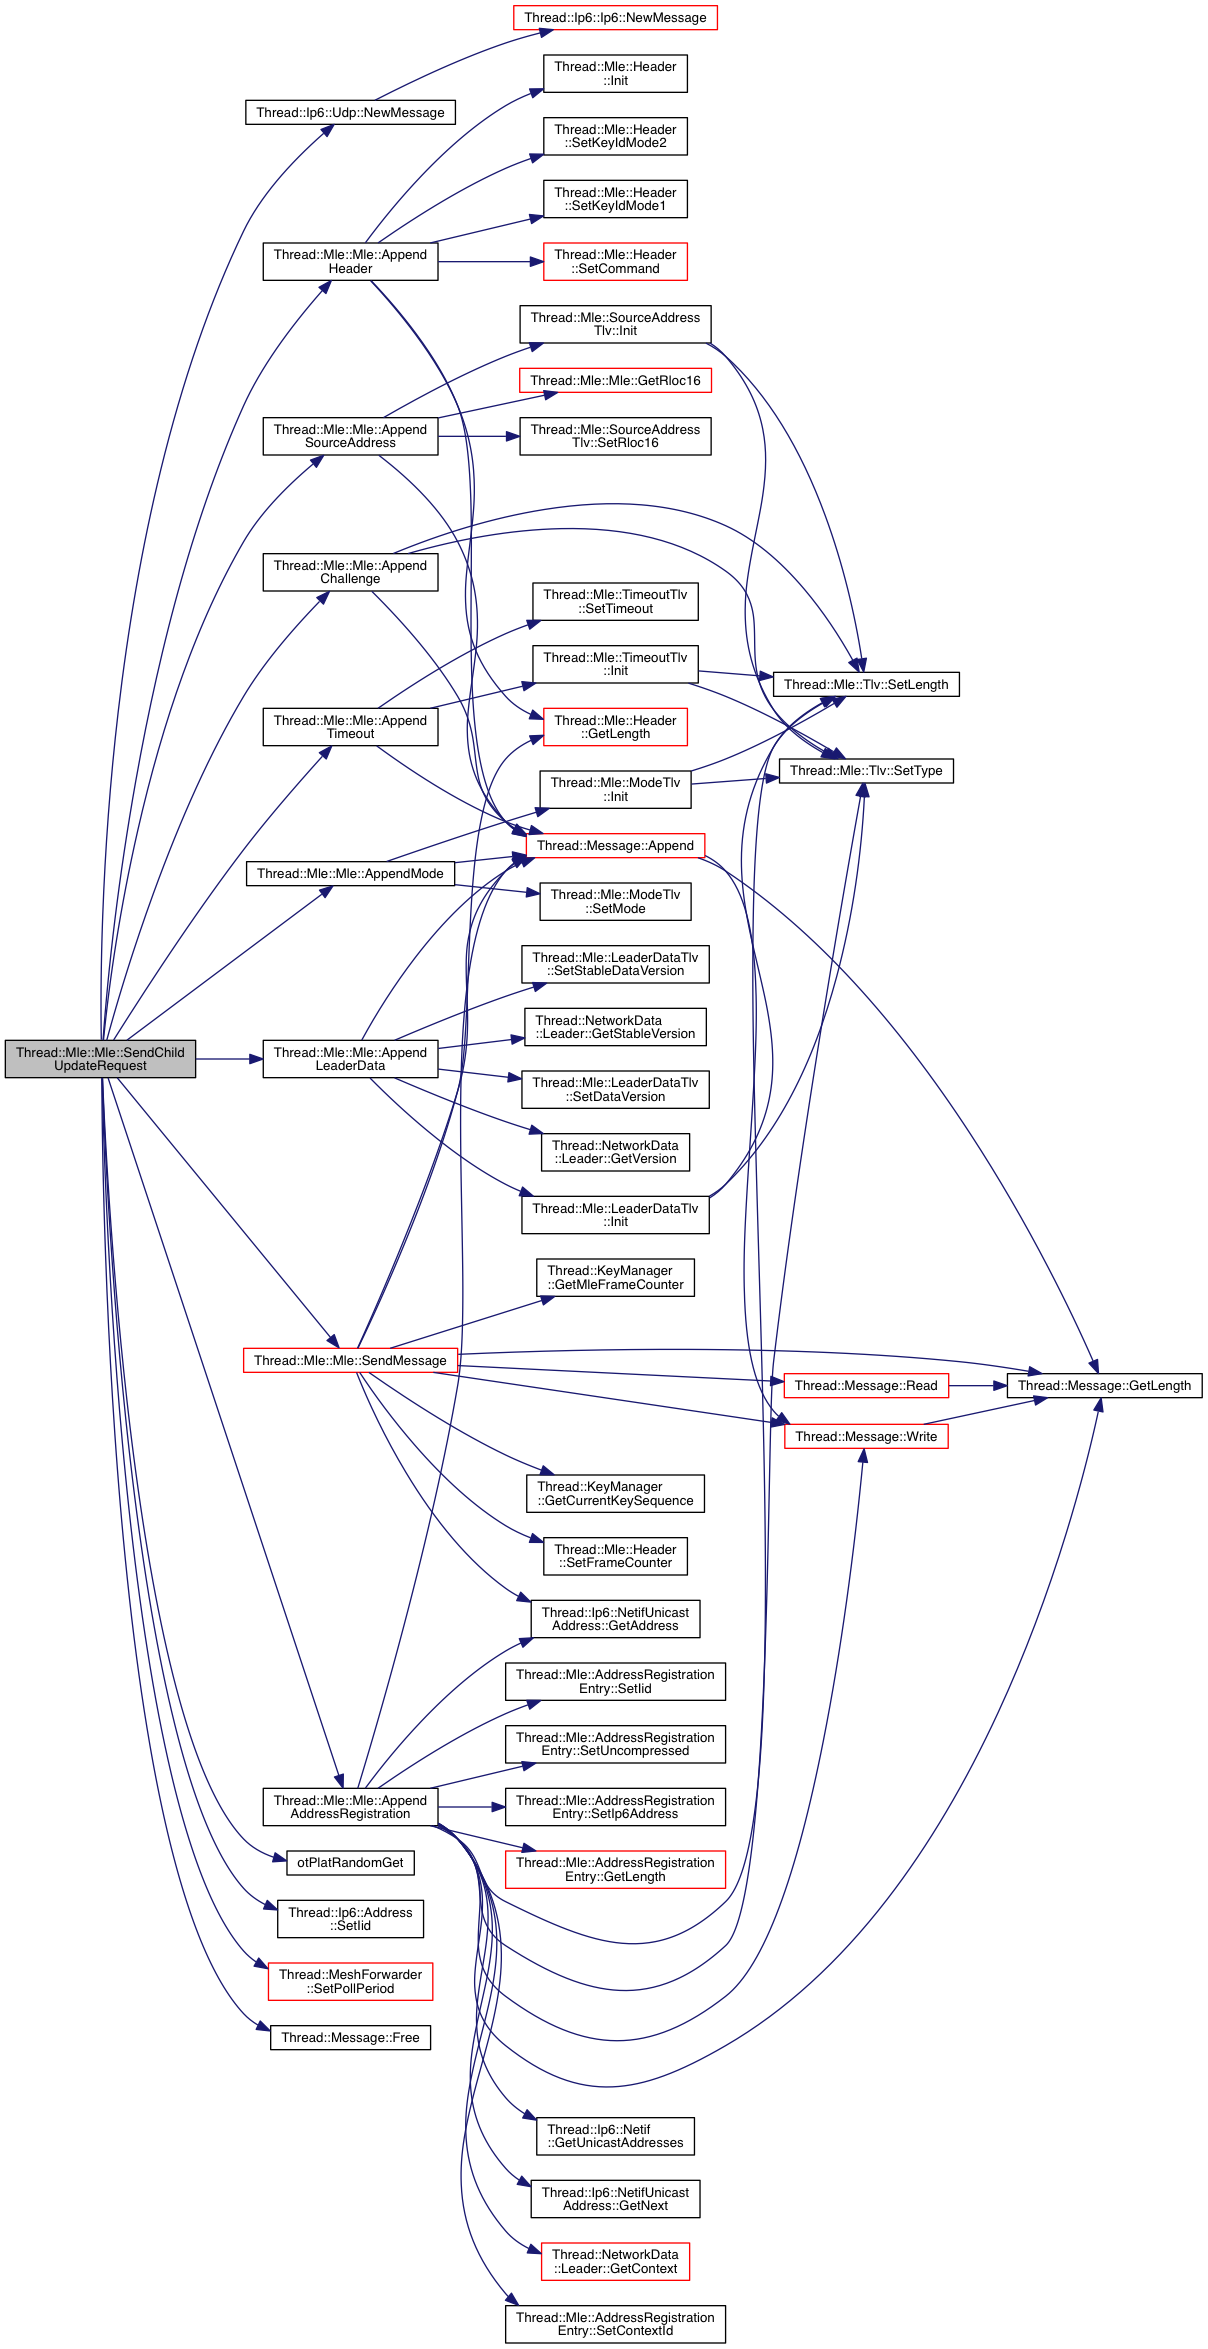 Thread::Ip6::Ip6::NewMessage
Thread::Mle::Header
::Init
Thread::Ip6::Udp::NewMessage
Thread::Mle::Header
::SetKeyIdMode2
Thread::Mle::Header
::SetKeyIdMode1
Thread::Mle::Mle::Append
Header
Thread::Mle::Header
::SetCommand
Thread::Mle::SourceAddress
Tlv::Init
Thread::Mle::Mle::GetRloc16
Thread::Mle::Mle::Append
SourceAddress
Thread::Mle::SourceAddress
Tlv::SetRloc16
Thread::Mle::Mle::Append
Challenge
Thread::Mle::TimeoutTlv
::SetTimeout
Thread::Mle::TimeoutTlv
::Init
Thread::Mle::Tlv::SetLength
Thread::Mle::Mle::Append
Timeout
Thread::Mle::Header
::GetLength
Thread::Mle::Tlv::SetType
Thread::Mle::ModeTlv
::Init
Thread::Message::Append
Thread::Mle::Mle::AppendMode
Thread::Mle::ModeTlv
::SetMode
Thread::Mle::LeaderDataTlv
::SetStableDataVersion
Thread::NetworkData
::Leader::GetStableVersion
Thread::Mle::Mle::SendChild
UpdateRequest
Thread::Mle::Mle::Append
LeaderData
Thread::Mle::LeaderDataTlv
::SetDataVersion
Thread::NetworkData
::Leader::GetVersion
Thread::Mle::LeaderDataTlv
::Init
Thread::KeyManager
::GetMleFrameCounter
Thread::Mle::Mle::SendMessage
Thread::Message::Read
Thread::Message::GetLength
Thread::Message::Write
Thread::KeyManager
::GetCurrentKeySequence
Thread::Mle::Header
::SetFrameCounter
Thread::Ip6::NetifUnicast
Address::GetAddress
Thread::Mle::AddressRegistration
Entry::SetIid
Thread::Mle::AddressRegistration
Entry::SetUncompressed
Thread::Mle::Mle::Append
AddressRegistration
Thread::Mle::AddressRegistration
Entry::SetIp6Address
otPlatRandomGet
Thread::Mle::AddressRegistration
Entry::GetLength
Thread::Ip6::Address
::SetIid
Thread::MeshForwarder
::SetPollPeriod
Thread::Message::Free
Thread::Ip6::Netif
::GetUnicastAddresses
Thread::Ip6::NetifUnicast
Address::GetNext
Thread::NetworkData
::Leader::GetContext
Thread::Mle::AddressRegistration
Entry::SetContextId